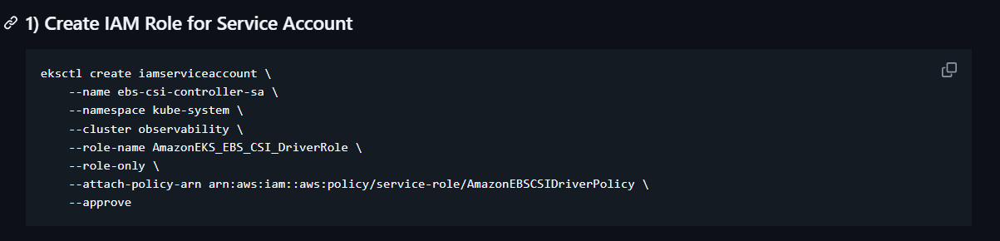 1) Create IAM Role for Service Account
eksctl create iamserviceaccount \
    --name ebs-csi-controller-sa \
    --namespace kube-system \
    --cluster observability \
    --role-name AmazonEKS_EBS_CSI_DriverRole \
    --role-only \
    --attach-policy-arn arn:aws:iam::aws:policy/service-role/AmazonEBSCSIDriverPolicy \
    --approve